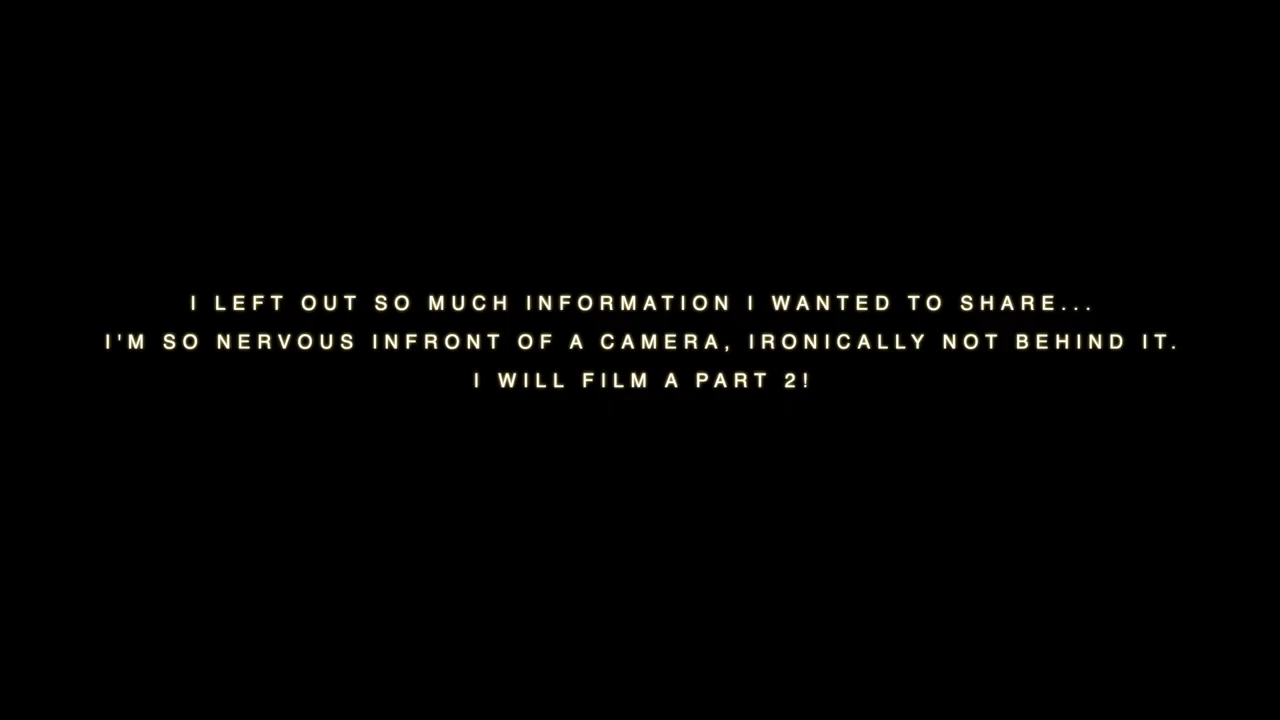 I LEFT OUT SO MUCH INFORMATION I WANTED TO SHARE...
I'M SO NERVOUS INFRONT OF A CAMERA, IRONICALLY NOT BEHIND IT.
I WILL FILM A PART 2!